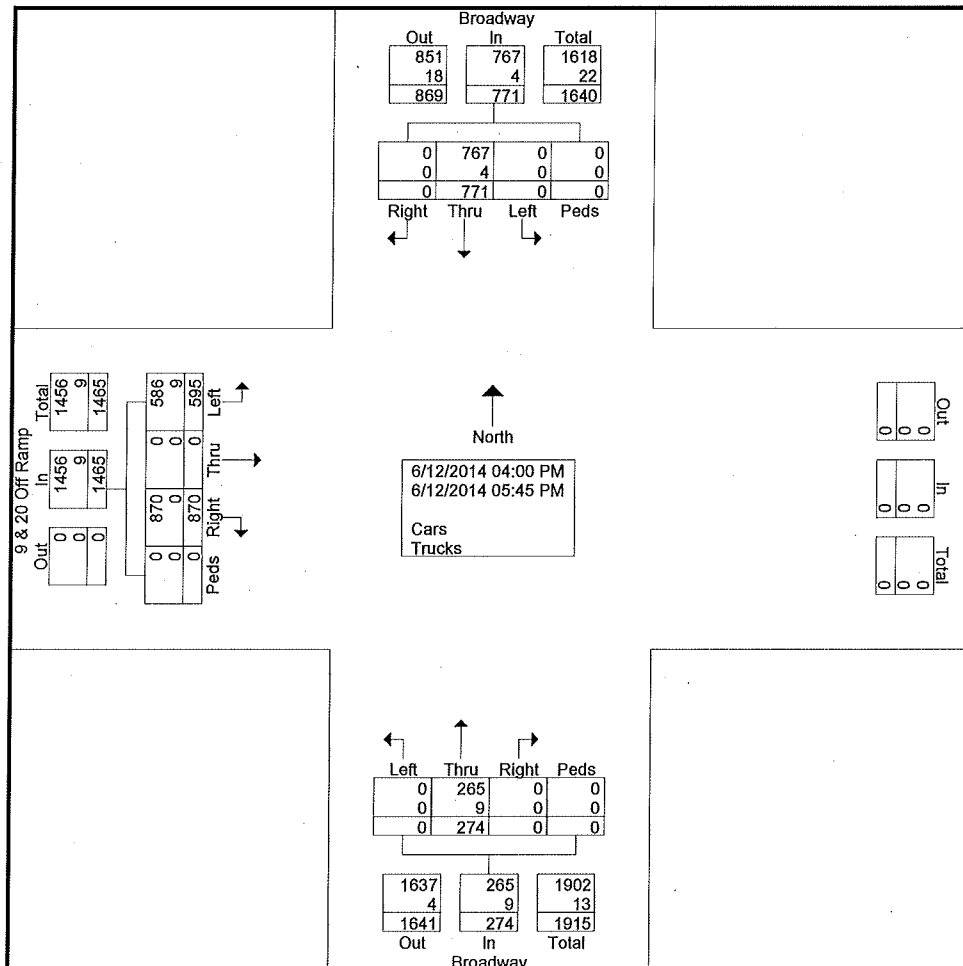 Broadway
Out In Total
851 767 1618
18 4 22
869 771 1640
0 767 0 0
0 4 0 0
0 771 0 0
Right Thru Left Peds
9 & 20 Off Ramp
Total In Out
1456 1456 0
9 9 0
1465 1465 0
586 0 870 0
9 0 0 0
595 0 870 0
Left Thru Right Peds
North
6/12/2014 04:00 PM
6/12/2014 05:45 PM
Cars
Trucks
Out In Total
0 0 0
0 0 0
0 0 0
Left Thru Right Peds
0 265 0 0
0 9 0 0
0 274 0 0
1637 265 1902
4 9 13
1641 274 1915
Out In Total
Broadway